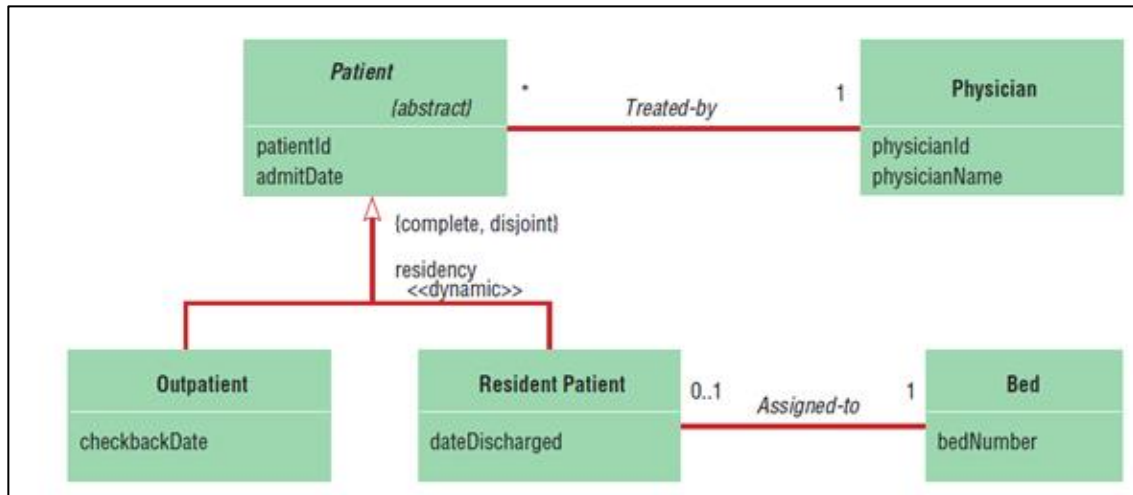 Patient
{abstract}
patientId
admitDate
* Treated-by 1
Physician
physicianId
physicianName
{complete, disjoint}
residency
<<dynamic>>
Outpatient
checkbackDate
Resident Patient
dateDischarged
0..1 Assigned-to 1
Bed
bedNumber